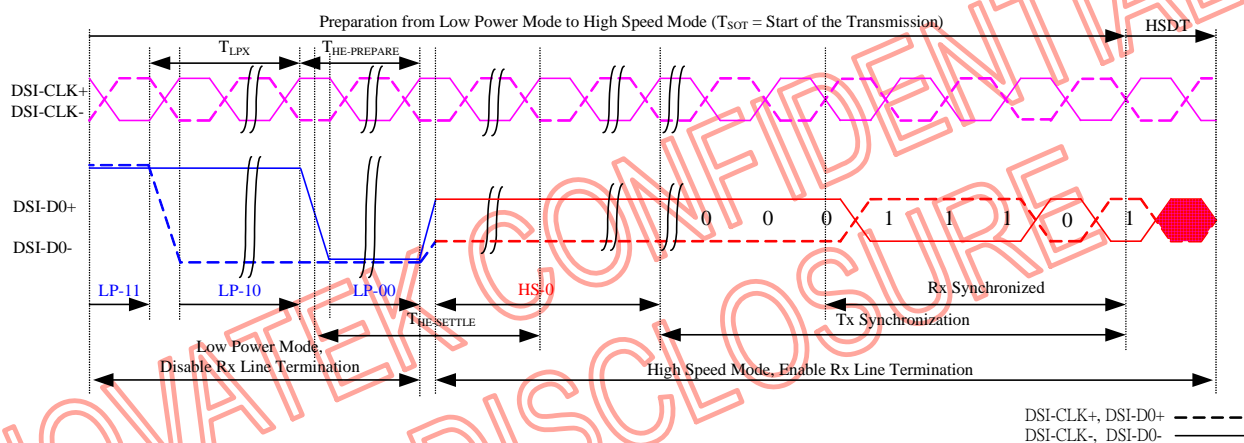 Preparation from Low Power Mode to High Speed Mode (TSOT = Start of the Transmission)
HSDT
TLPX
THE-PREPARE
DSI-CLK+
DSI-CLK-
DSI-D0+
DSI-D0-
0 0 0 1 1 1 0 1
LP-11
LP-10
LP-00
HS-0
Rx Synchronized
THE-SETTLE
Tx Synchronization
Low Power Mode,
Disable Rx Line Termination
High Speed Mode, Enable Rx Line Termination
DSI-CLK+, DSI-D0+
DSI-CLK-, DSI-D0-
NOVATEK CONFIDENTIAL
DISCLOSURE